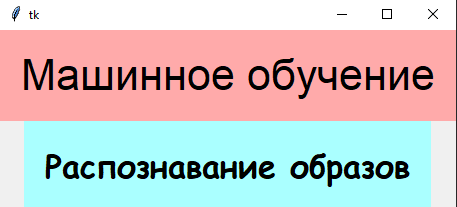 tk
Машинное обучение
Распознавание образов